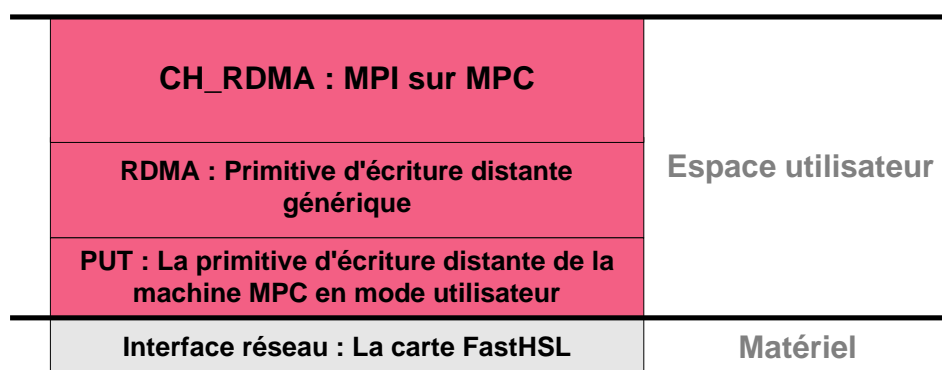 CH_RDMA : MPI sur MPC
RDMA : Primitive d'écriture distante
générique
Espace utilisateur
PUT : La primitive d'écriture distante de la
machine MPC en mode utilisateur
Interface réseau : La carte FastHSL
Matériel